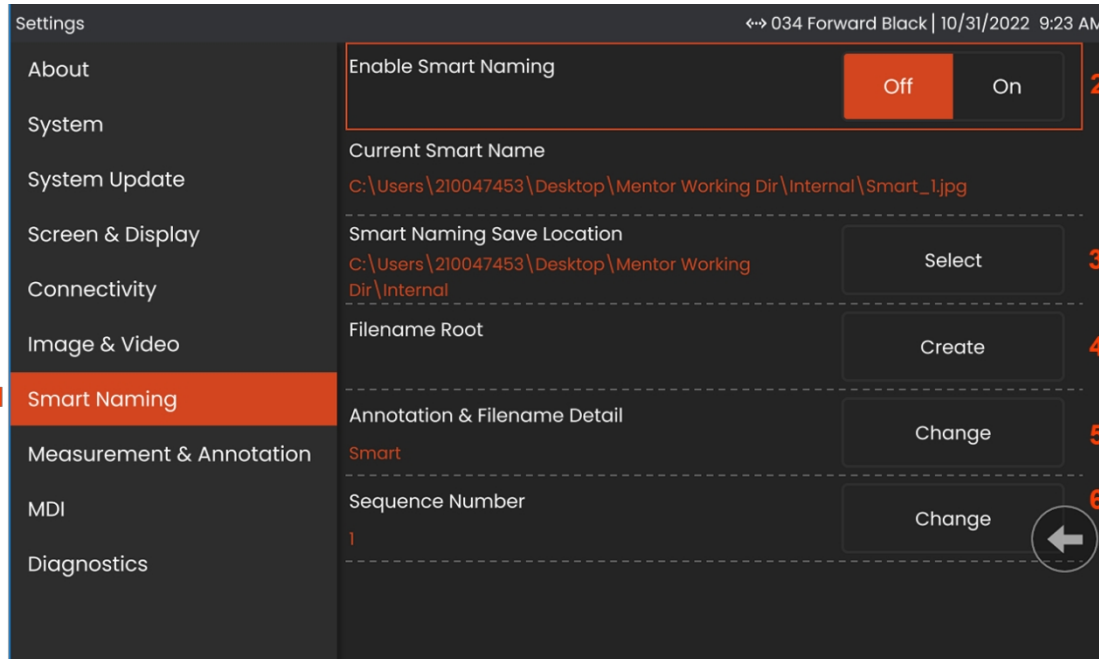 Settings
034 Forward Black | 10/31/2022 9:23 AM
About
System
System Update
Screen & Display
Connectivity
Image & Video
Smart Naming
Measurement & Annotation
MDI
Diagnostics
Enable Smart Naming
Off
On
2
Current Smart Name
C:\Users\210047453\Desktop\Mentor Working Dir\Internal\Smart_1.jpg
Smart Naming Save Location
C:\Users\210047453\Desktop\Mentor Working
Dir\Internal
Select
3
Filename Root
Create
4
Annotation & Filename Detail
Smart
Change
5
Sequence Number
1
Change
6